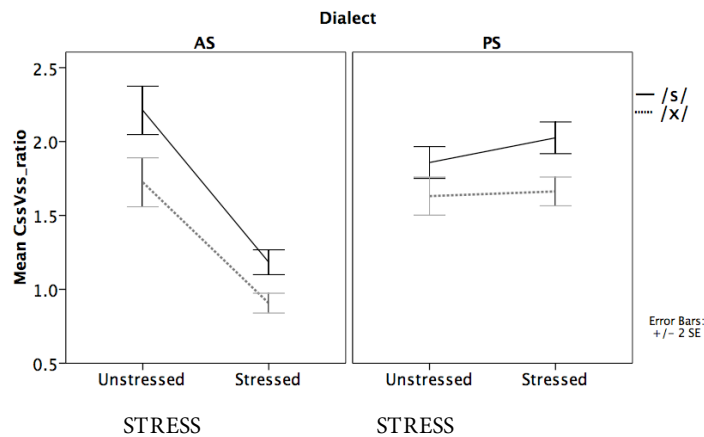 Dialect
AS PS
2.5
2.0
1.5
1.0
0.5
Mean CssVss_ratio
Unstressed Stressed Unstressed Stressed
STRESS STRESS
/s/
/x/
Error Bars:
+/- 2 SE